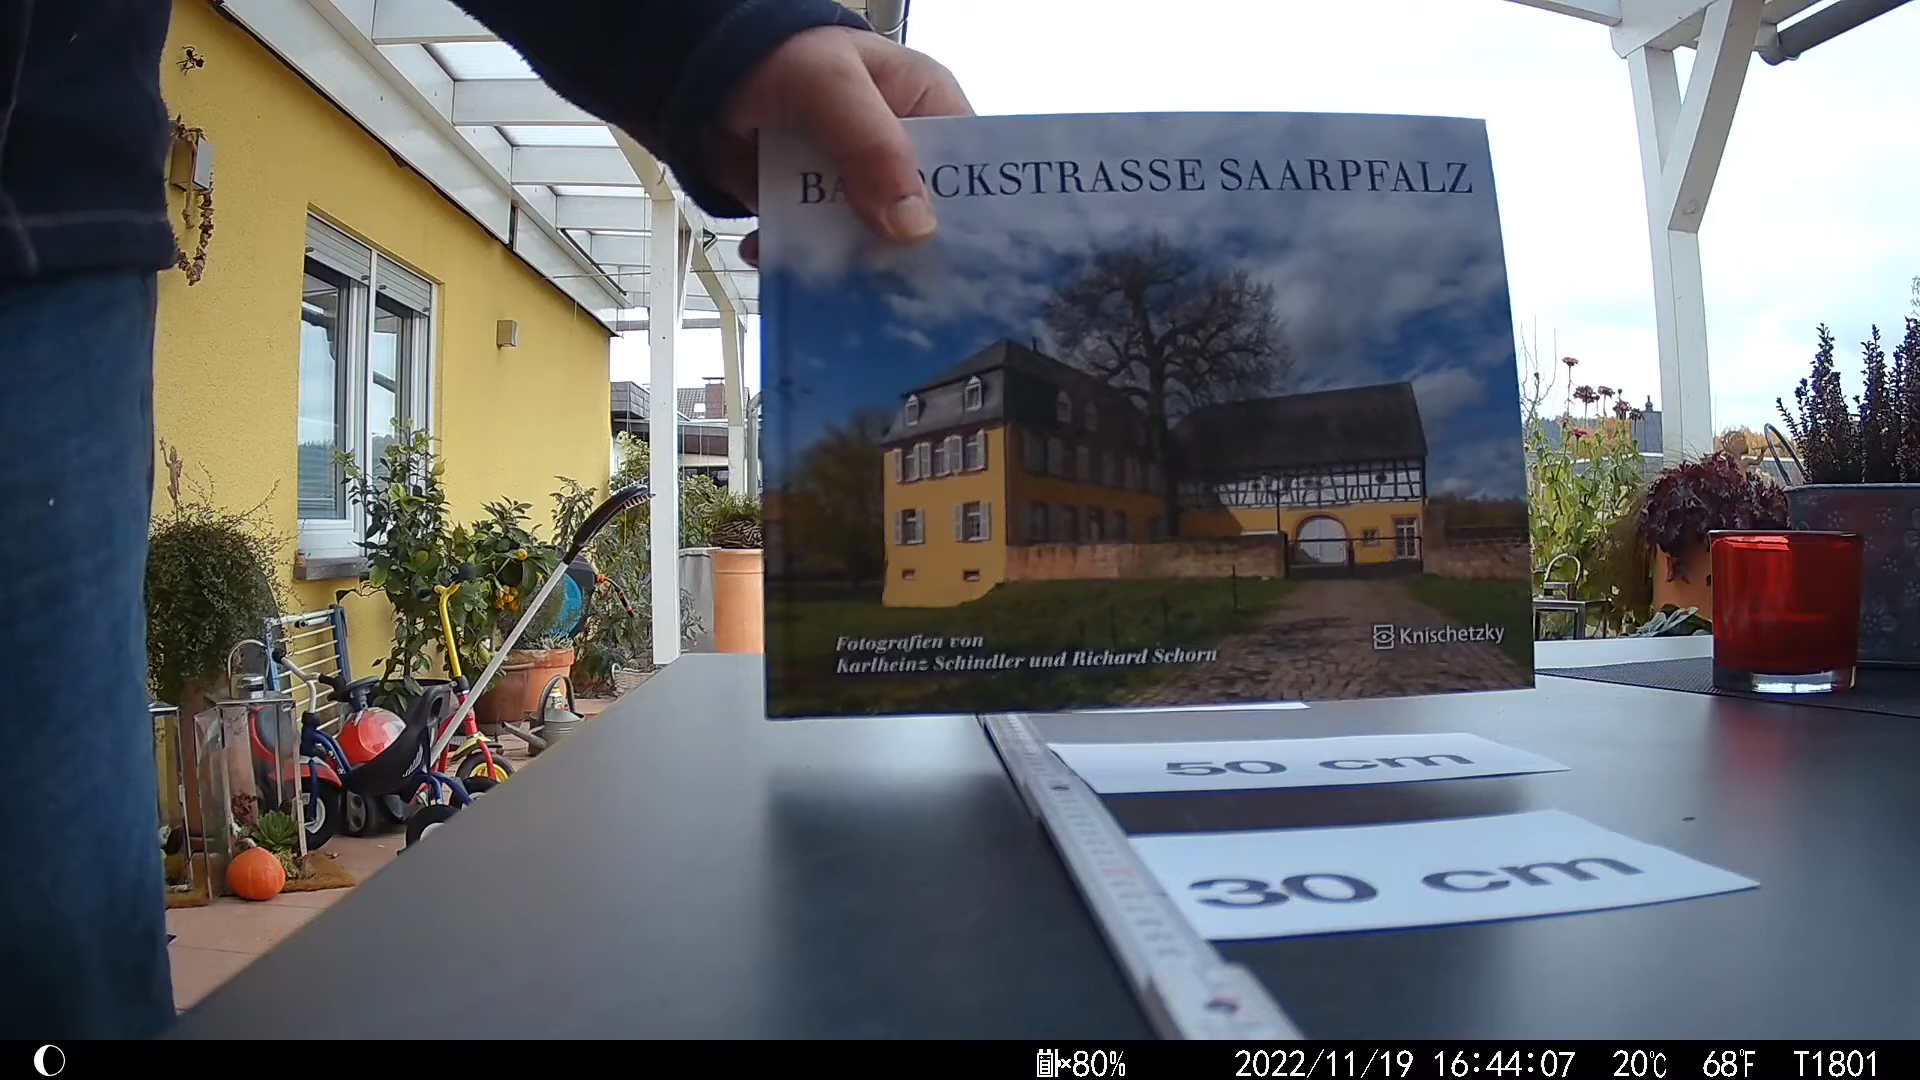 BA OCKSTRASSE SAARPFALZ
Fotografien von
Karlheinz Schindler und Richard Schorn
Knischetzky
50 cm
30 cm
80% 2022/11/19 16:44:07 20°C 68°F T1801